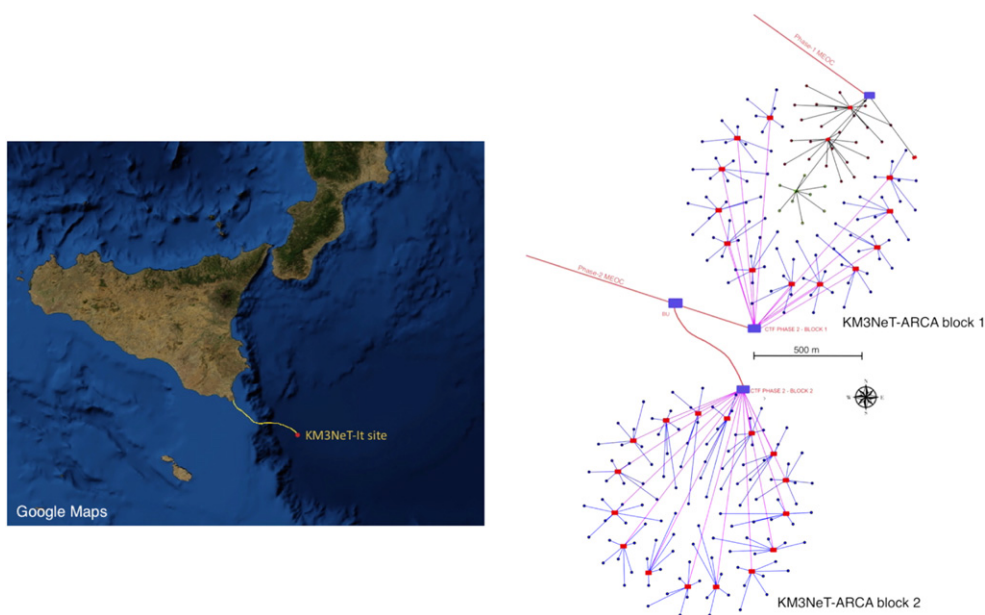 KM3NeT-It site
Google Maps
Phase-1 MEOC
KM3NeT-ARCA block 1
Phase-2 MEOC
BU
CTF PHASE 2 - BLOCK 1
500 m
CTF PHASE 2 - BLOCK 2
KM3NeT-ARCA block 2